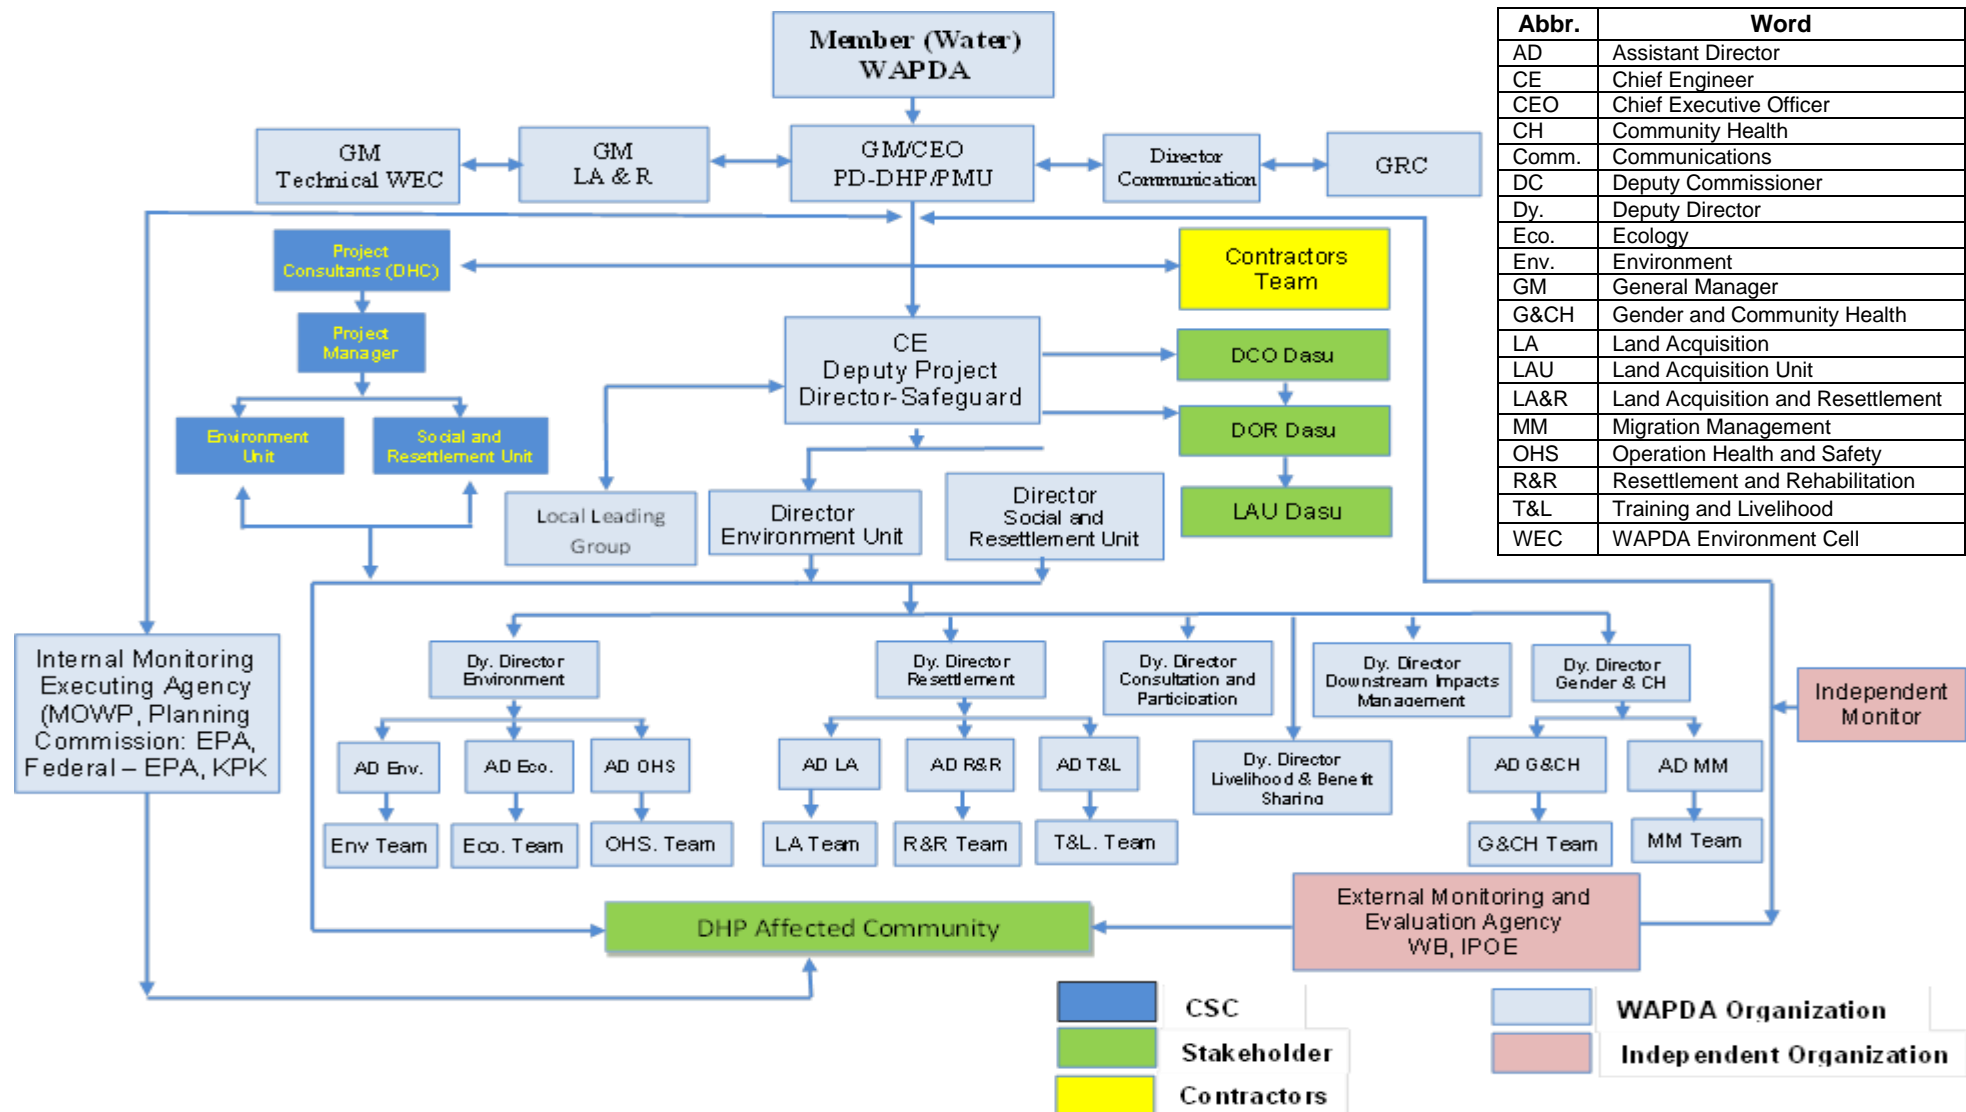 Member (Water)
WAPDA
GM
Technical WEC
GM
LA & R
GM/CEO
PD-DHP/PMU
Director
Communication
GRC
Project
Consultants (DHC)
Contractors
Team
Project
Manager
CE
Deputy Project
Director-Safeguard
DCO Dasu
DOR Dasu
LAU Dasu
Environment
Unit
Social and
Resettlement Unit
Local Leading
Group
Director
Environment Unit
Director
Social and
Resettlement Unit
Internal Monitoring
Executing Agency
(MOWP, Planning
Commission: EPA,
Federal – EPA, KPK
Dy. Director
Environment
Dy. Director
Resettlement
Dy. Director
Consultation and
Participation
Dy. Director
Downstream Impacts
Management
Dy. Director
Gender & CH
Independent
Monitor
AD Env.
AD Eco.
AD OHS
AD LA
AD R&R
AD T&L
Dy. Director
Livelihood & Benefit
Sharing
AD G&CH
AD MM
Env Team
Eco. Team
OHS. Team
LA Team
R&R Team
T&L. Team
G&CH Team
MM Team
DHP Affected Community
External Monitoring and
Evaluation Agency
WB, IPOE
CSC
Stakeholder
Contractors
WAPDA Organization
Independent Organization
Abbr. Word
AD Assistant Director
CE Chief Engineer
CEO Chief Executive Officer
CH Community Health
Comm. Communications
DC Deputy Commissioner
Dy. Deputy Director
Eco. Ecology
Env. Environment
GM General Manager
G&CH Gender and Community Health
LA Land Acquisition
LAU Land Acquisition Unit
LA&R Land Acquisition and Resettlement
MM Migration Management
OHS Operation Health and Safety
R&R Resettlement and Rehabilitation
T&L Training and Livelihood
WEC WAPDA Environment Cell